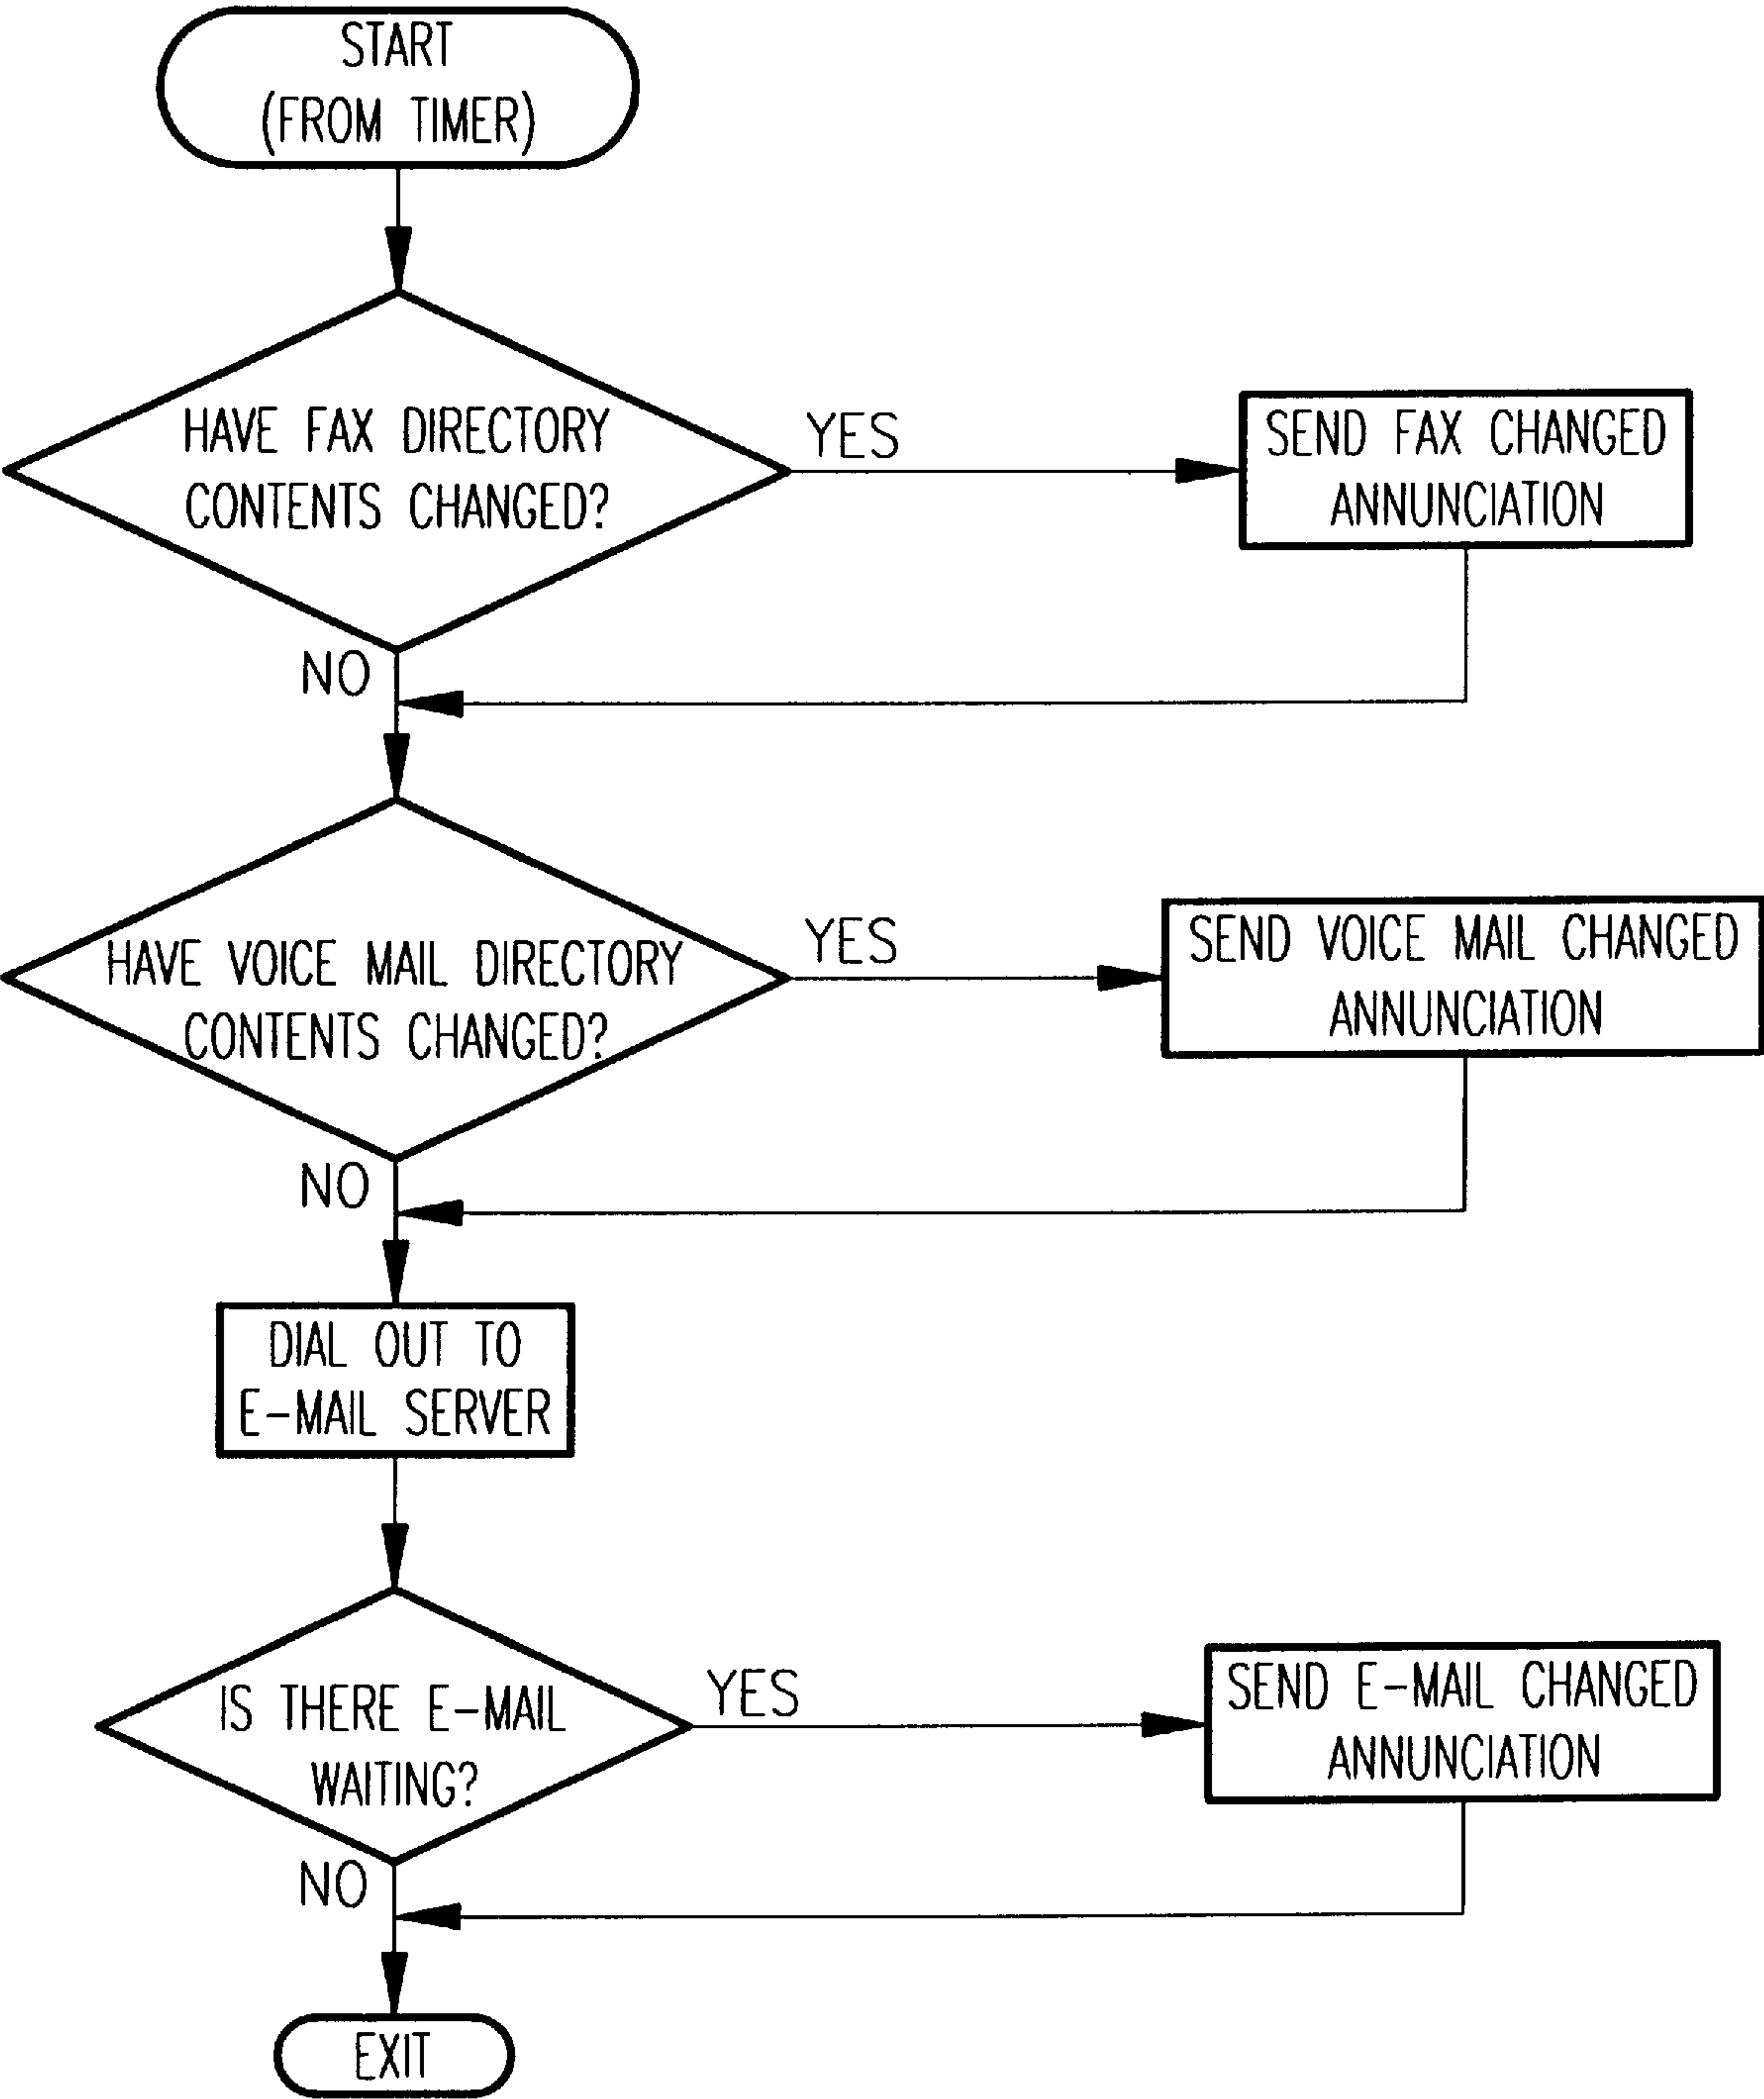 START
(FROM TIMER)
HAVE FAX DIRECTORY
CONTENTS CHANGED?
YES
SEND FAX CHANGED
ANNUNCIATION
NO
HAVE VOICE MAIL DIRECTORY
CONTENTS CHANGED?
YES
SEND VOICE MAIL CHANGED
ANNUNCIATION
NO
DIAL OUT TO
E-MAIL SERVER
IS THERE E-MAIL
WAITING?
YES
SEND E-MAIL CHANGED
ANNUNCIATION
NO
EXIT